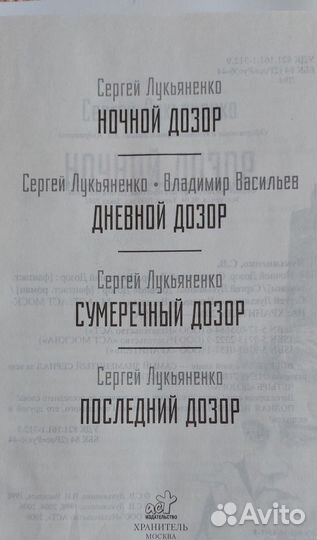 Сергей Лукьяненко
НОЧНОЙ ДОЗОР
Сергей Лукьяненко • Владимир Васильев
ДНЕВНОЙ ДОЗОР
Сергей Лукьяненко
СУМЕРЕЧНЫЙ ДОЗОР
Сергей Лукьяненко
ПОСЛЕДНИЙ ДОЗОР
аст
ИЗДАТЕЛЬСТВО
ХРАНИТЕЛЬ
МОСКВА
Avito